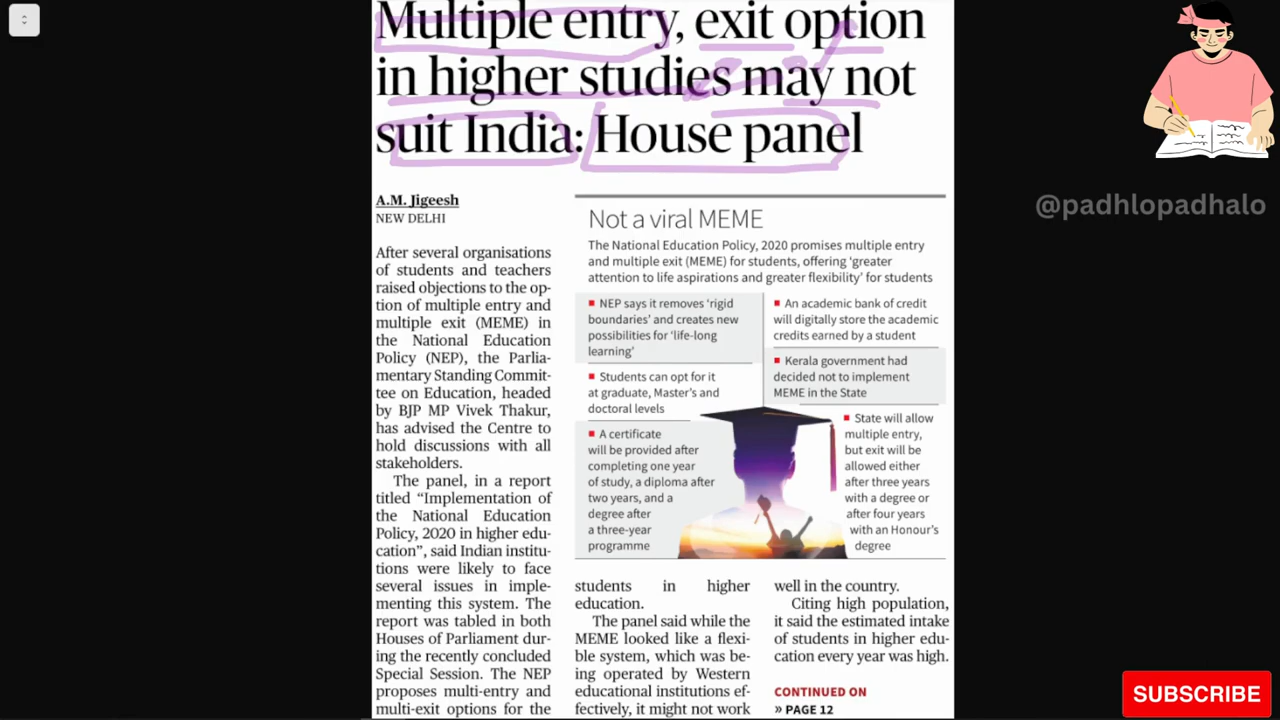 Multiple entry, exit option
in higher studies may not
suit India: House panel
@padhlopadhalo
A.M. Jigeesh
NEW DELHI
After several organisations
of students and teachers
raised objections to the op-
tion of multiple entry and
multiple exit (MEME) in
the National Education
Policy (NEP), the Parlia-
mentary Standing Commit-
tee on Education, headed
by BJP MP Vivek Thakur,
has advised the Centre to
hold discussions with all
stakeholders.
The panel, in a report
titled “Implementation of
the National Education
Policy, 2020 in higher edu-
cation”, said Indian institu-
tions were likely to face
several issues in imple-
menting this system. The
report was tabled in both
Houses of Parliament dur-
ing the recently concluded
Special Session. The NEP
proposes multi-entry and
multi-exit options for the
Not a viral MEME
The National Education Policy, 2020 promises multiple entry
and multiple exit (MEME) for students, offering ‘greater
attention to life aspirations and greater flexibility’ for students
NEP says it removes ‘rigid
boundaries’ and creates new
possibilities for ‘life-long
learning’
Students can opt for it
at graduate, Master’s and
doctoral levels
A certificate
will be provided after
completing one year
of study, a diploma after
two years, and a
degree after
a three-year
programme
An academic bank of credit
will digitally store the academic
credits earned by a student
Kerala government had
decided not to implement
MEME in the State
State will allow
multiple entry,
but exit will be
allowed either
after three years
with a degree or
after four years
with an Honour’s
degree
students in higher
education.
The panel said while the
MEME looked like a flexi-
ble system, which was be-
ing operated by Western
educational institutions ef-
fectively, it might not work
well in the country.
Citing high population,
it said the estimated intake
of students in higher edu-
cation every year was high.
CONTINUED ON
» PAGE 12
SUBSCRIBE